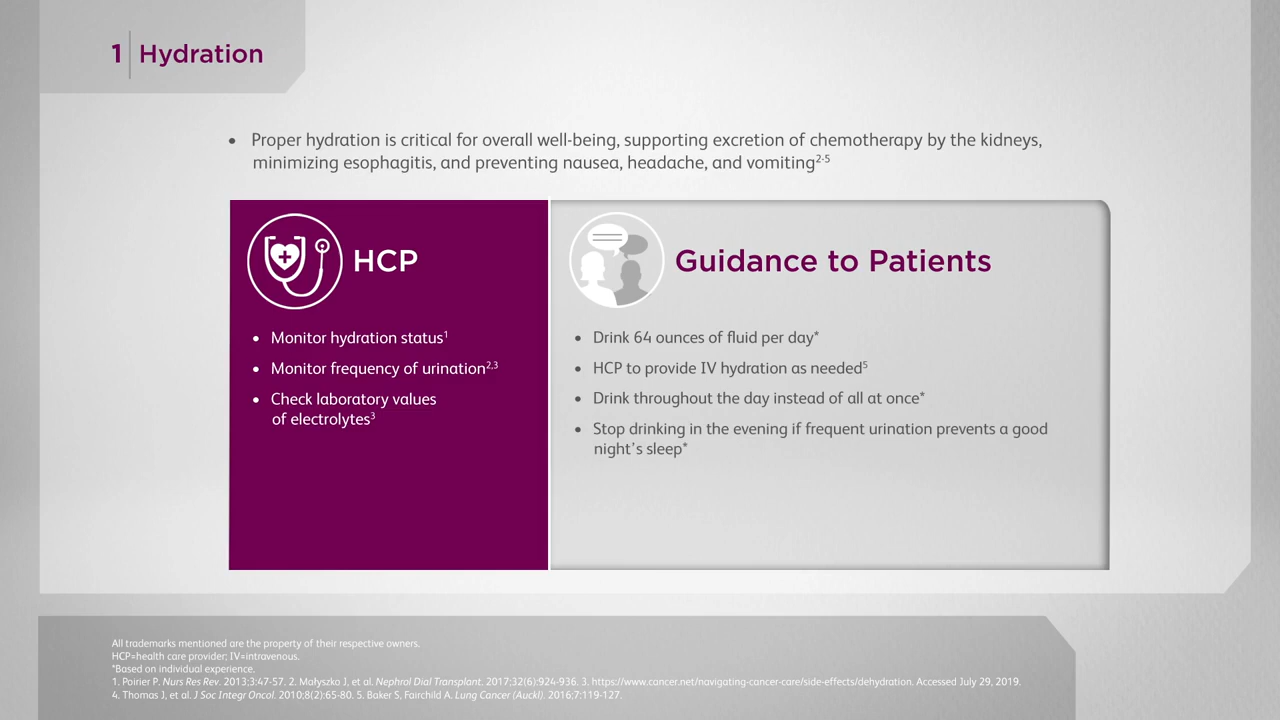 1 Hydration
• Proper hydration is critical for overall well-being, supporting excretion of chemotherapy by the kidneys,
minimizing esophagitis, and preventing nausea, headache, and vomiting2-5
HCP
• Monitor hydration status1
• Monitor frequency of urination2,3
• Check laboratory values
of electrolytes3
Guidance to Patients
• Drink 64 ounces of fluid per day*
• HCP to provide IV hydration as needed5
• Drink throughout the day instead of all at once*
• Stop drinking in the evening if frequent urination prevents a good
night's sleep*
All trademarks mentioned are the property of their respective owners.
HCP=health care provider; IV=intravenous.
*Based on individual experience.
1. Poirier P. Nurs Res Rev. 2013;3:47-57. 2. Małyszko J, et al. Nephrol Dial Transplant. 2017;32(6):924-936. 3. https://www.cancer.net/navigating-cancer-care/side-effects/dehydration. Accessed July 29, 2019.
4. Thomas J, et al. J Soc Integr Oncol. 2010;8(2):65-80. 5. Baker S, Fairchild A. Lung Cancer (Auckl). 2016;7:119-127.